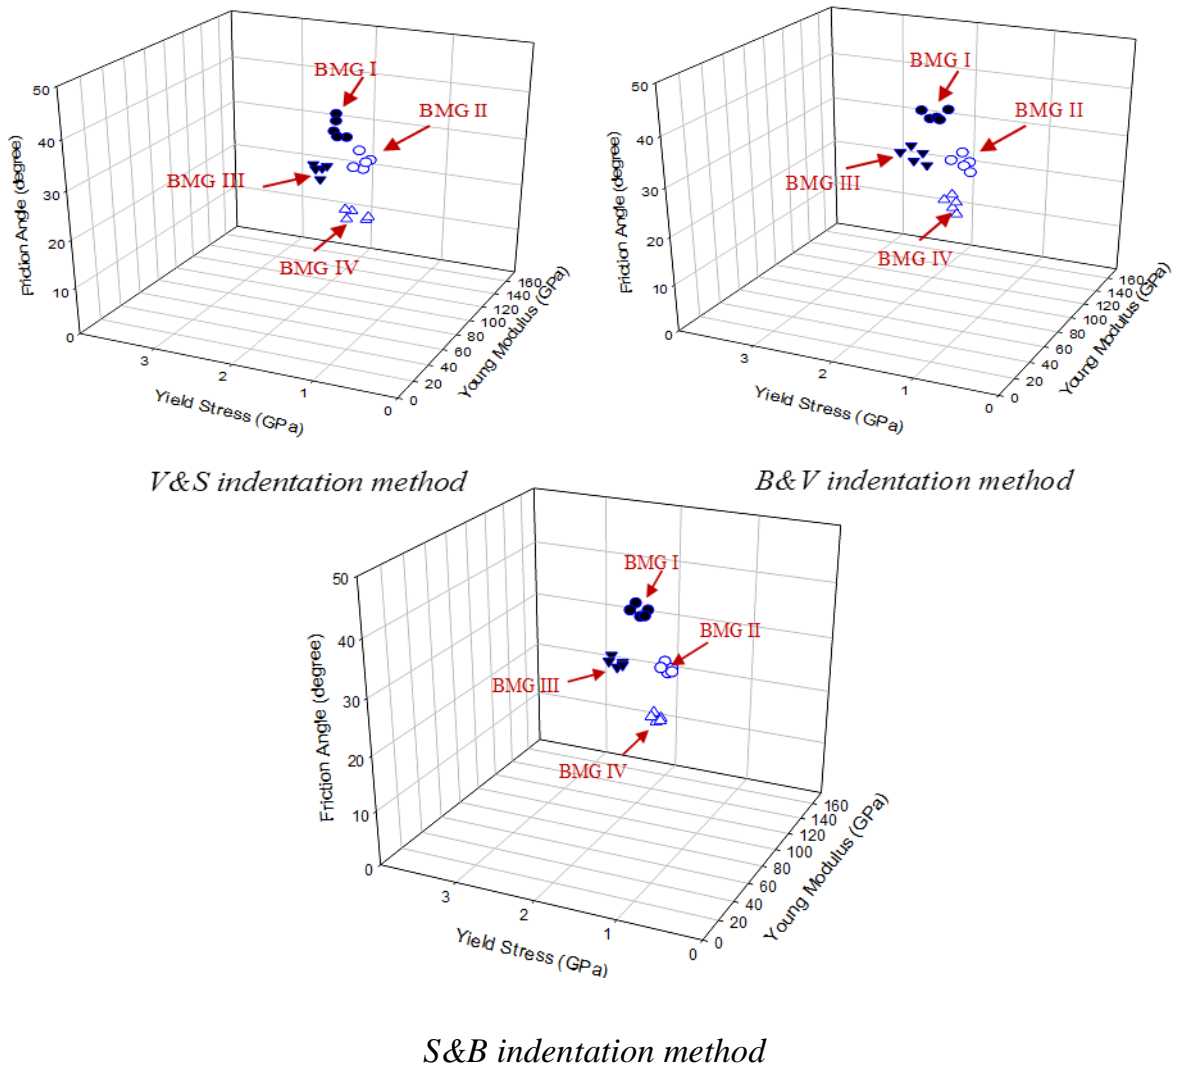 50
40
30
20
10
0
Friction Angle (degree)
BMG I
BMG II
BMG III
BMG IV
3
2
1
0
Yield Stress (GPa)
0
20
40
60
80
100
120
140
160
Young Modulus (GPa)
V&S indentation method
50
40
30
20
10
0
Friction Angle (degree)
BMG I
BMG II
BMG III
BMG IV
3
2
1
0
Yield Stress (GPa)
0
20
40
60
80
100
120
140
160
Young Modulus (GPa)
B&V indentation method
50
40
30
20
10
0
Friction Angle (degree)
BMG I
BMG II
BMG III
BMG IV
3
2
1
0
Yield Stress (GPa)
0
20
40
60
80
100
120
140
160
Young Modulus (GPa)
S&B indentation method